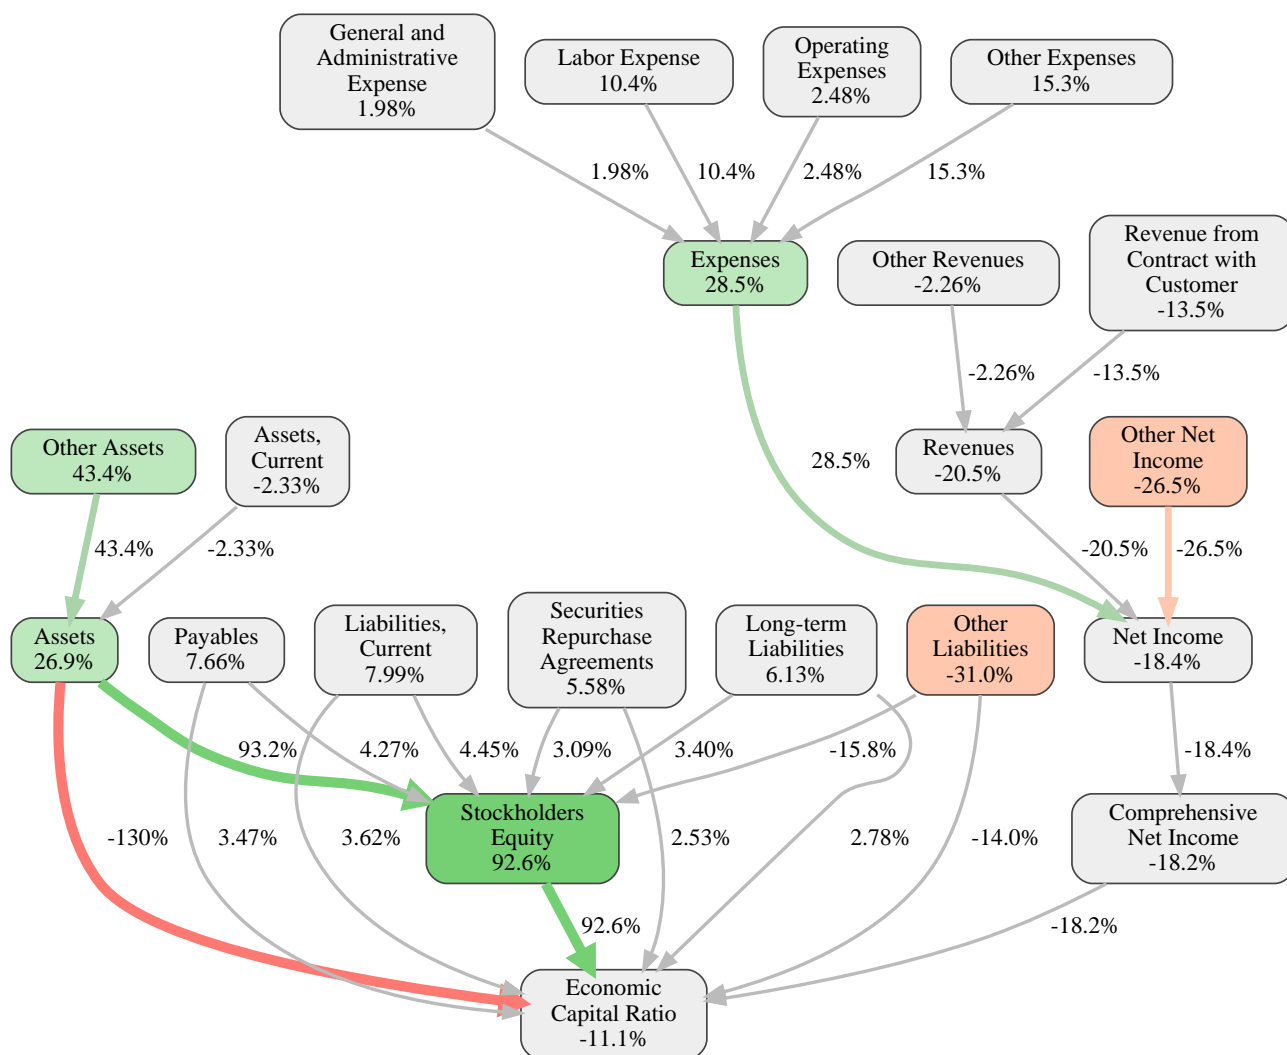 General and
Administrative
Expense
1.98%
Labor Expense
10.4%
Operating
Expenses
2.48%
Other Expenses
15.3%
1.98%
10.4%
2.48%
15.3%
Expenses
28.5%
Other Revenues
-2.26%
Revenue from
Contract with
Customer
-13.5%
-2.26%
-13.5%
Other Assets
43.4%
Assets,
Current
-2.33%
28.5%
Revenues
-20.5%
Other Net
Income
-26.5%
43.4%
-2.33%
-20.5%
-26.5%
Assets
26.9%
Payables
7.66%
Liabilities,
Current
7.99%
Securities
Repurchase
Agreements
5.58%
Long-term
Liabilities
6.13%
Other
Liabilities
-31.0%
Net Income
-18.4%
93.2%
4.27%
4.45%
3.09%
3.40%
-15.8%
-18.4%
Stockholders
Equity
92.6%
Comprehensive
Net Income
-18.2%
-130%
3.47%
3.62%
2.53%
2.78%
-14.0%
92.6%
-18.2%
Economic
Capital Ratio
-11.1%